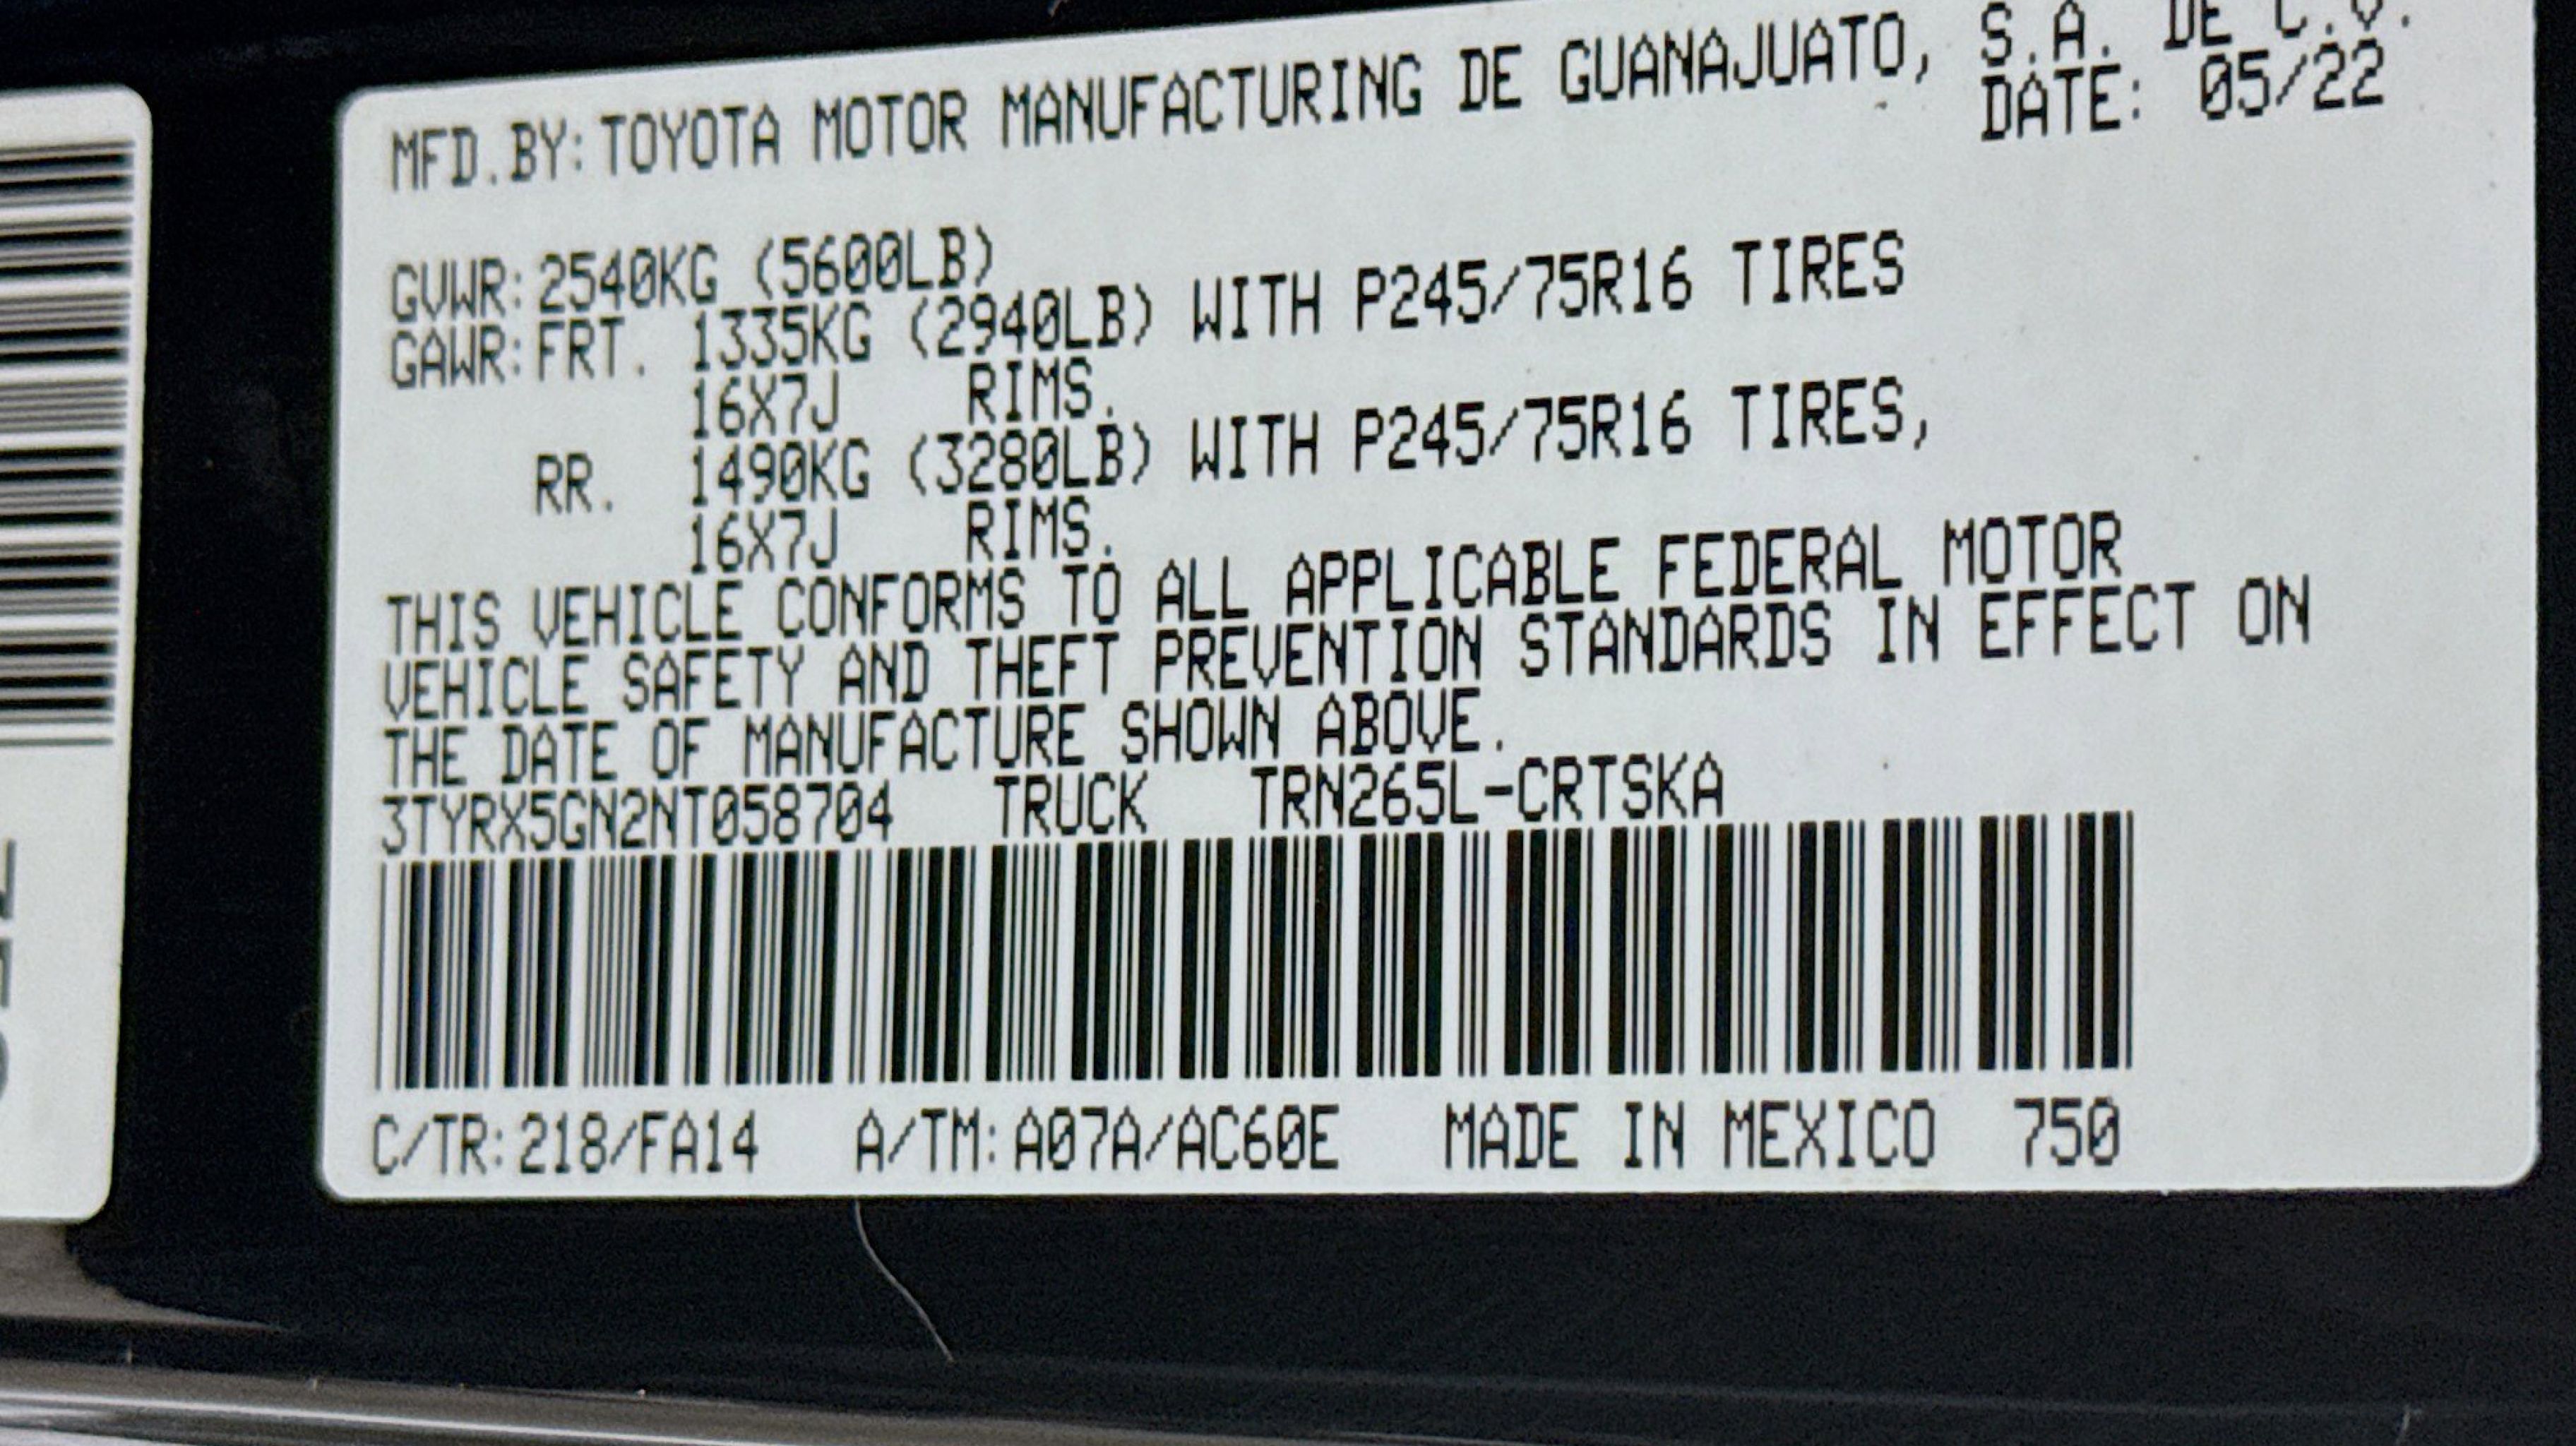 MFD.BY:TOYOTA MOTOR MANUFACTURING DE GUANAJUATO, S.A. DE C.V.
DATE: 05/22
GVWR:2540KG (5600LB)
GAWR:FRT. 1335KG (2940LB) WITH P245/75R16 TIRES
16X7J RIMS.
RR. 1490KG (3280LB) WITH P245/75R16 TIRES,
16X7J RIMS.
THIS VEHICLE CONFORMS TO ALL APPLICABLE FEDERAL MOTOR
VEHICLE SAFETY AND THEFT PREVENTION STANDARDS IN EFFECT ON
THE DATE OF MANUFACTURE SHOWN ABOVE.
3TYRX5GN2NT058704 TRUCK TRN265L-CRTSKA
C/TR:218/FA14 A/TM:A07A/AC60E MADE IN MEXICO 750